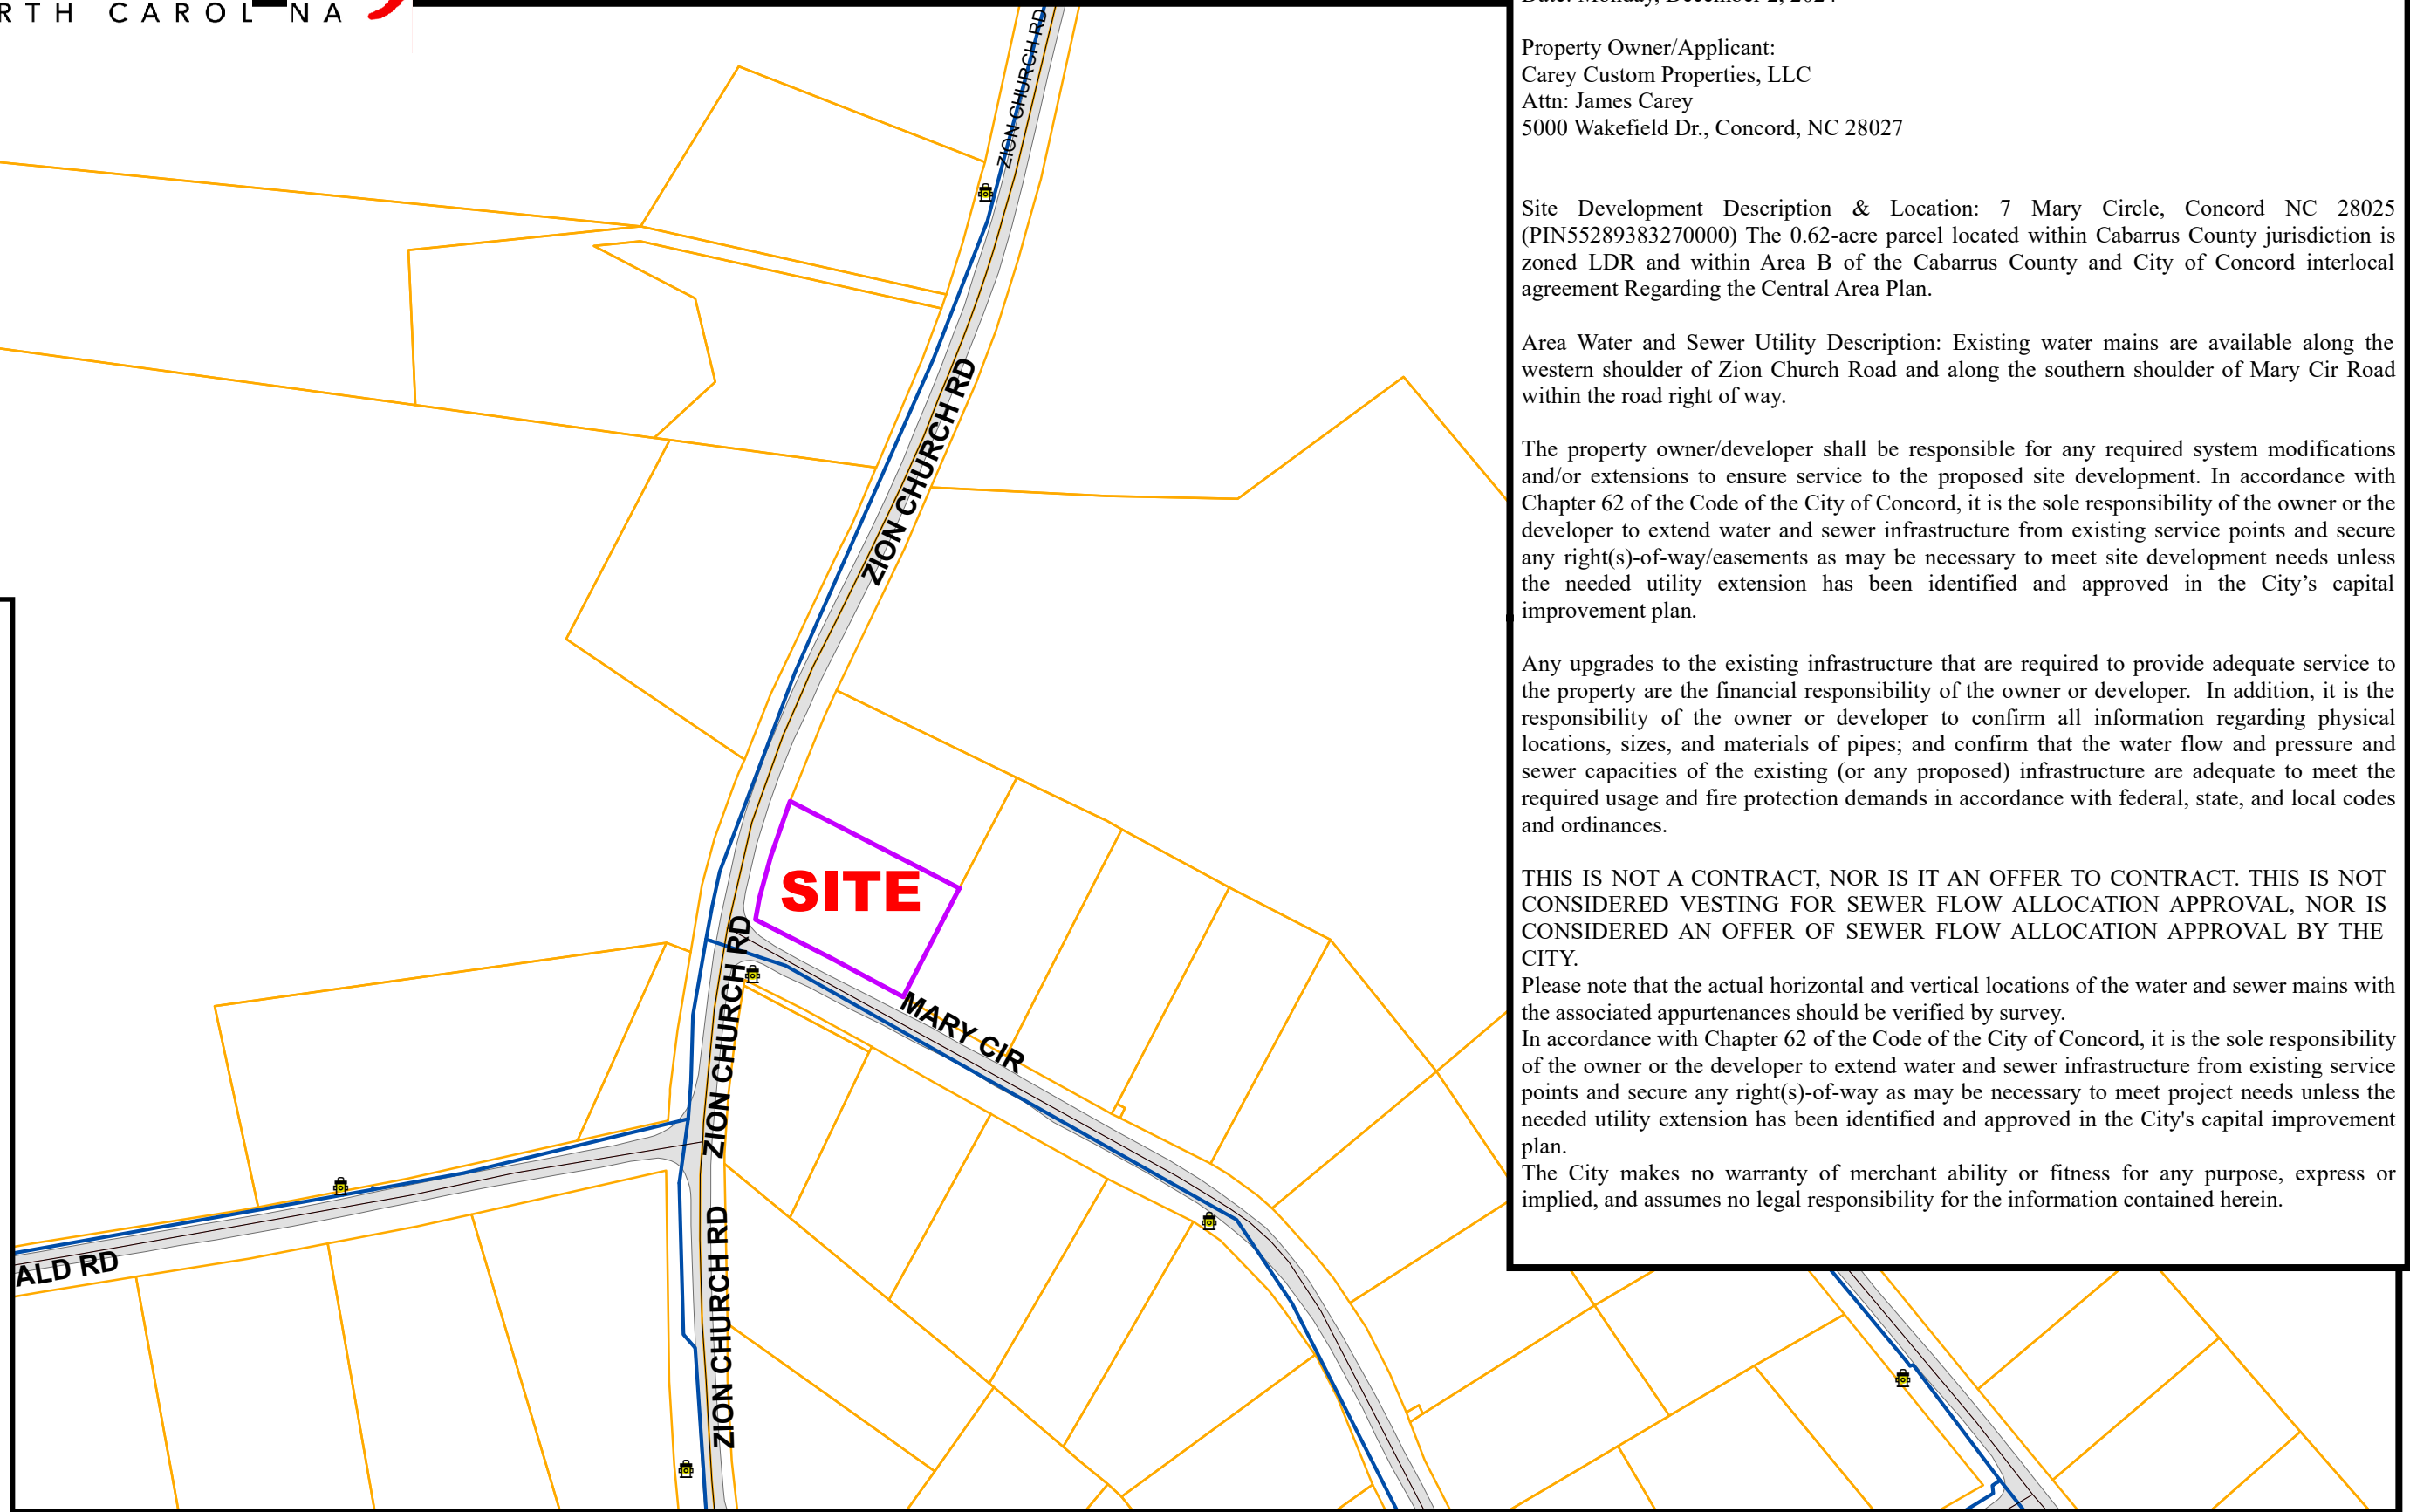 RTH CAROL NA
Property Owner/Applicant:
Carey Custom Properties, LLC
Attn: James Carey
5000 Wakefield Dr., Concord, NC 28027
Site Development Description & Location: 7 Mary Circle, Concord NC 28025
(PIN55289383270000) The 0.62-acre parcel located within Cabarrus County jurisdiction is
zoned LDR and within Area B of the Cabarrus County and City of Concord interlocal
agreement Regarding the Central Area Plan.
Area Water and Sewer Utility Description: Existing water mains are available along the
western shoulder of Zion Church Road and along the southern shoulder of Mary Cir Road
within the road right of way.
The property owner/developer shall be responsible for any required system modifications
and/or extensions to ensure service to the proposed site development. In accordance with
Chapter 62 of the Code of the City of Concord, it is the sole responsibility of the owner or the
developer to extend water and sewer infrastructure from existing service points and secure
any right(s)-of-way/easements as may be necessary to meet site development needs unless
the needed utility extension has been identified and approved in the City’s capital
improvement plan.
Any upgrades to the existing infrastructure that are required to provide adequate service to
the property are the financial responsibility of the owner or developer. In addition, it is the
responsibility of the owner or developer to confirm all information regarding physical
locations, sizes, and materials of pipes; and confirm that the water flow and pressure and
sewer capacities of the existing (or any proposed) infrastructure are adequate to meet the
required usage and fire protection demands in accordance with federal, state, and local codes
and ordinances.
THIS IS NOT A CONTRACT, NOR IS IT AN OFFER TO CONTRACT. THIS IS NOT
CONSIDERED VESTING FOR SEWER FLOW ALLOCATION APPROVAL, NOR IS
CONSIDERED AN OFFER OF SEWER FLOW ALLOCATION APPROVAL BY THE
CITY.
Please note that the actual horizontal and vertical locations of the water and sewer mains with
the associated appurtenances should be verified by survey.
In accordance with Chapter 62 of the Code of the City of Concord, it is the sole responsibility
of the owner or the developer to extend water and sewer infrastructure from existing service
points and secure any right(s)-of-way as may be necessary to meet project needs unless the
needed utility extension has been identified and approved in the City's capital improvement
plan.
The City makes no warranty of merchant ability or fitness for any purpose, express or
implied, and assumes no legal responsibility for the information contained herein.
ZION CHURCH RD
ZION CHURCH RD
SITE
ZION CHURCH RD
MARY CIR
ZION CHURCH RD
ALD RD